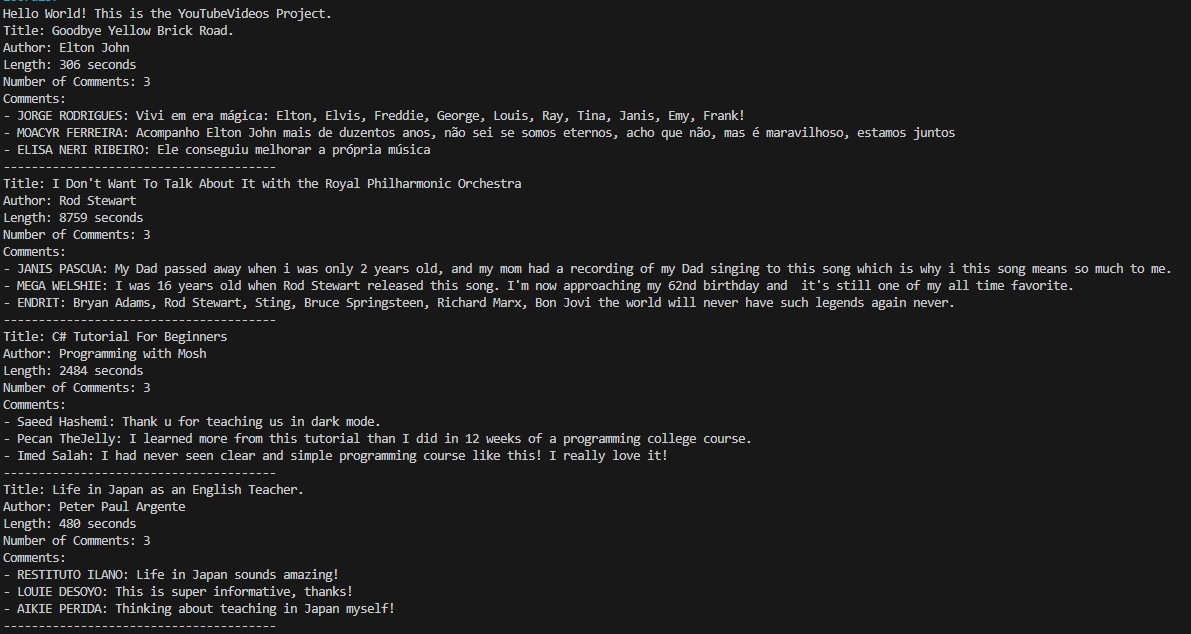 Hello World! This is the YouTubeVideos Project.
Title: Goodbye Yellow Brick Road.
Author: Elton John
Length: 306 seconds
Number of Comments: 3
Comments:
- JORGE RODRIGUES: Vivi em era mágica: Elton, Elvis, Freddie, George, Louis, Ray, Tina, Janis, Emy, Frank!
- MOACYR FERREIRA: Acompanho Elton John mais de duzentos anos, não sei se somos eternos, acho que não, mas é maravilhoso, estamos juntos
- ELISA NERI RIBEIRO: Ele conseguiu melhorar a própria música
---------------------------------------
Title: I Don't Want To Talk About It with the Royal Philharmonic Orchestra
Author: Rod Stewart
Length: 8759 seconds
Number of Comments: 3
Comments:
- JANIS PASCUA: My Dad passed away when i was only 2 years old, and my mom had a recording of my Dad singing to this song which is why i this song means so much to me.
- MEGA WELSHIE: I was 16 years old when Rod Stewart released this song. I'm now approaching my 62nd birthday and  it's still one of my all time favorite.
- ENDRIT: Bryan Adams, Rod Stewart, Sting, Bruce Springsteen, Richard Marx, Bon Jovi the world will never have such legends again never.
---------------------------------------
Title: C# Tutorial For Beginners
Author: Programming with Mosh
Length: 2484 seconds
Number of Comments: 3
Comments:
- Saeed Hashemi: Thank u for teaching us in dark mode.
- Pecan TheJelly: I learned more from this tutorial than I did in 12 weeks of a programming college course.
- Imed Salah: I had never seen clear and simple programming course like this! I really love it!
---------------------------------------
Title: Life in Japan as an English Teacher.
Author: Peter Paul Argente
Length: 480 seconds
Number of Comments: 3
Comments:
- RESTITUTO ILANO: Life in Japan sounds amazing!
- LOUIE DESOYO: This is super informative, thanks!
- AIKIE PERIDA: Thinking about teaching in Japan myself!
---------------------------------------